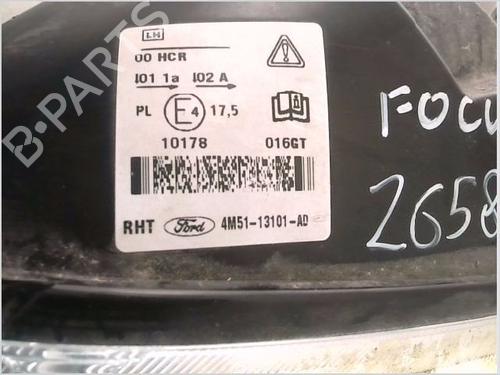 LH
00 HCR
I01 1a I02 A
PL E4 17,5
10178 016GT
RHT Ford 4M51-13101-AD
FOCU
2658
B-PARTS